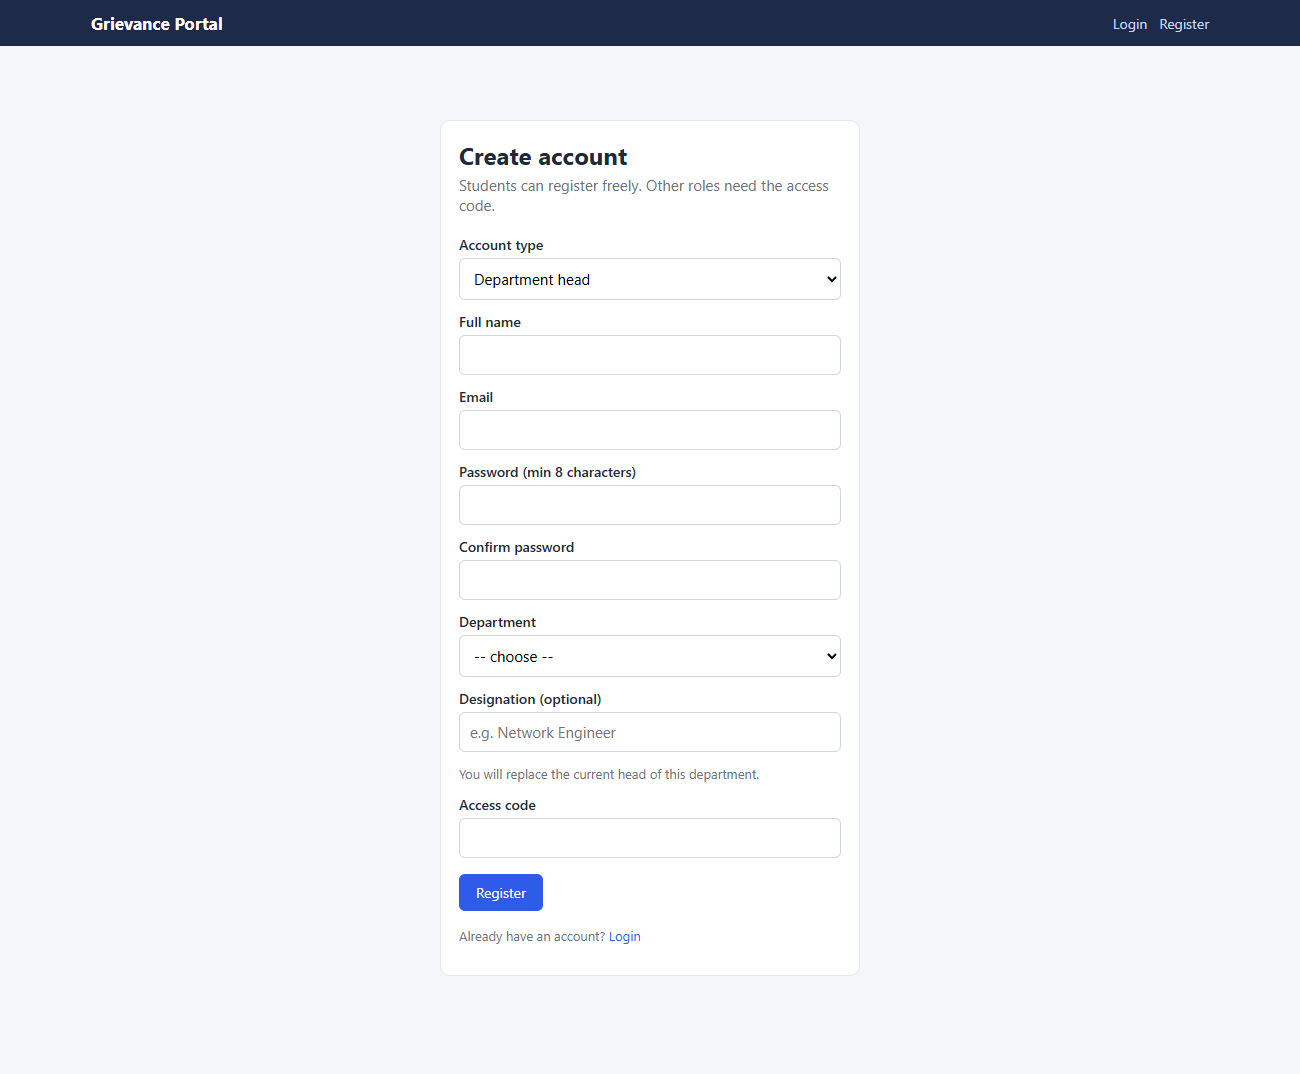 Grievance Portal
Login Register
Create account
Students can register freely. Other roles need the access
code.
Account type
Department head
Full name
Email
Password (min 8 characters)
Confirm password
Department
-- choose --
Designation (optional)
e.g. Network Engineer
You will replace the current head of this department.
Access code
Register
Already have an account? Login